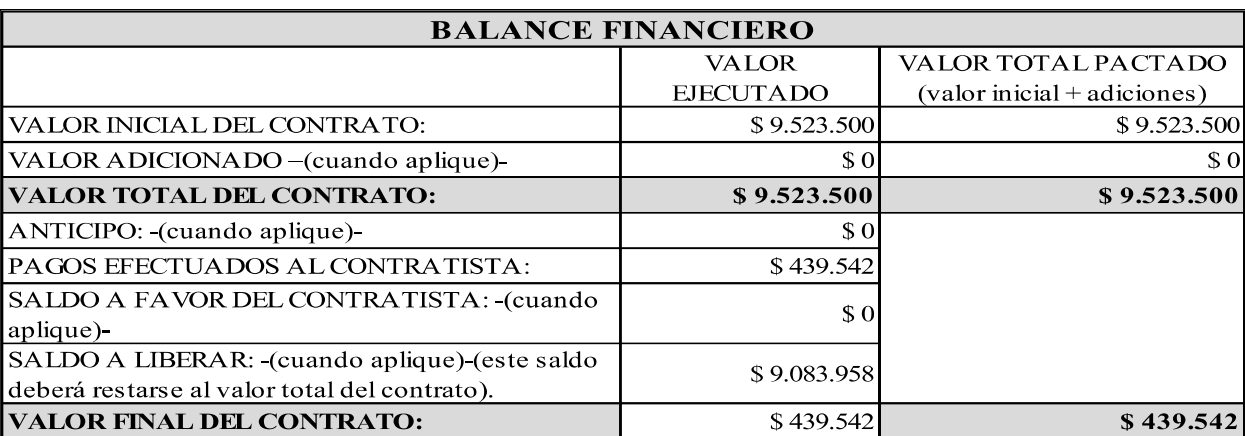 BALANCE FINANCIERO
VALOR EJECUTADO
VALOR TOTAL PACTADO
(valor inicial + adiciones)
VALOR INICIAL DEL CONTRATO: $ 9.523.500 $ 9.523.500
VALOR ADICIONADO –(cuando aplique)- $ 0 $ 0
VALOR TOTAL DEL CONTRATO: $ 9.523.500 $ 9.523.500
ANTICIPO: -(cuando aplique)- $ 0
PAGOS EFECTUADOS AL CONTRATISTA: $ 439.542
SALDO A FAVOR DEL CONTRATISTA: -(cuando
aplique)- $ 0
SALDO A LIBERAR: -(cuando aplique)-(este saldo
deberá restarse al valor total del contrato). $ 9.083.958
VALOR FINAL DEL CONTRATO: $ 439.542 $ 439.542